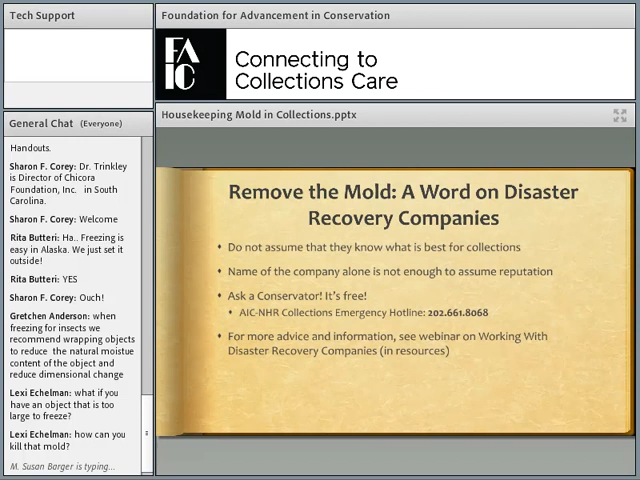 Tech Support
Foundation for Advancement in Conservation
FA
IC
Connecting to
Collections Care
General Chat (Everyone)
Handouts.
Sharon F. Corey: Dr. Trinkley
is Director of Chicora
Foundation, Inc. in South
Carolina.
Sharon F. Corey: Welcome
Rita Butteri: Ha.. Freezing is
easy in Alaska. We just set it
outside!
Rita Butteri: YES
Sharon F. Corey: Ouch!
Gretchen Anderson: when
freezing for insects we
recommend wrapping objects
to reduce the natural moistue
content of the object and
reduce dimensional change
Lexi Echelman: what if you
have an object that is too
large to freeze?
Lexi Echelman: how can you
kill that mold?
M. Susan Barger is typing...
Housekeeping Mold in Collections.pptx
Remove the Mold: A Word on Disaster
Recovery Companies
• Do not assume that they know what is best for collections
• Name of the company alone is not enough to assume reputation
• Ask a Conservator! It's free!
• AIC-NHR Collections Emergency Hotline: 202.661.8068
• For more advice and information, see webinar on Working With
Disaster Recovery Companies (in resources)